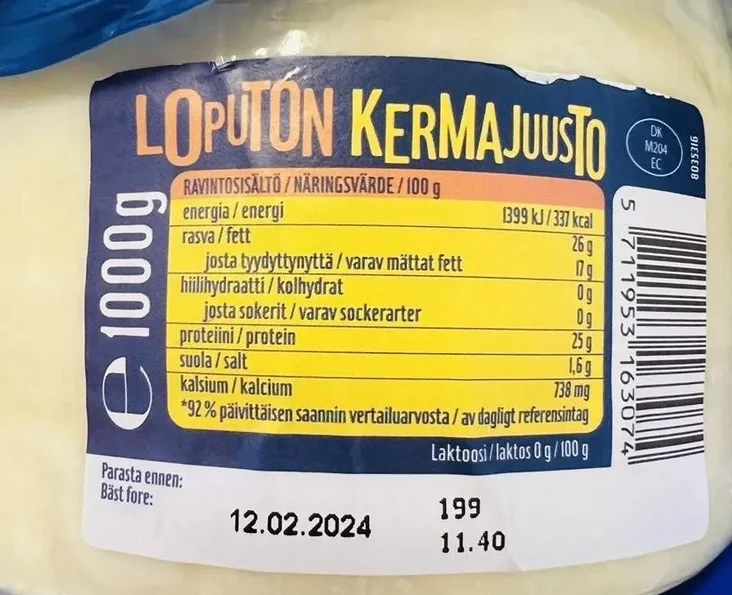 LOPUTON KERMAJUUSTO
DK
M204
EC
8035316
e 1000g
RAVINTOSISÄLTÖ / NÄRINGSVÄRDE / 100 g
energia / energi 1399 kJ / 337 kcal
rasva / fett 26 g
josta tyydyttynyttä / varav mättat fett 17 g
hiilihydraatti / kolhydrat 0 g
josta sokerit / varav sockerarter 0 g
proteiini / protein 25 g
suola / salt 1,6 g
kalsium / kalcium 738 mg
*92 % päivittäisen saannin vertailuarvosta / av dagligt referensintag
Laktoosi / laktos 0 g / 100 g
5 711953 163074
Parasta ennen:
Bäst före:
12.02.2024
199
11.40